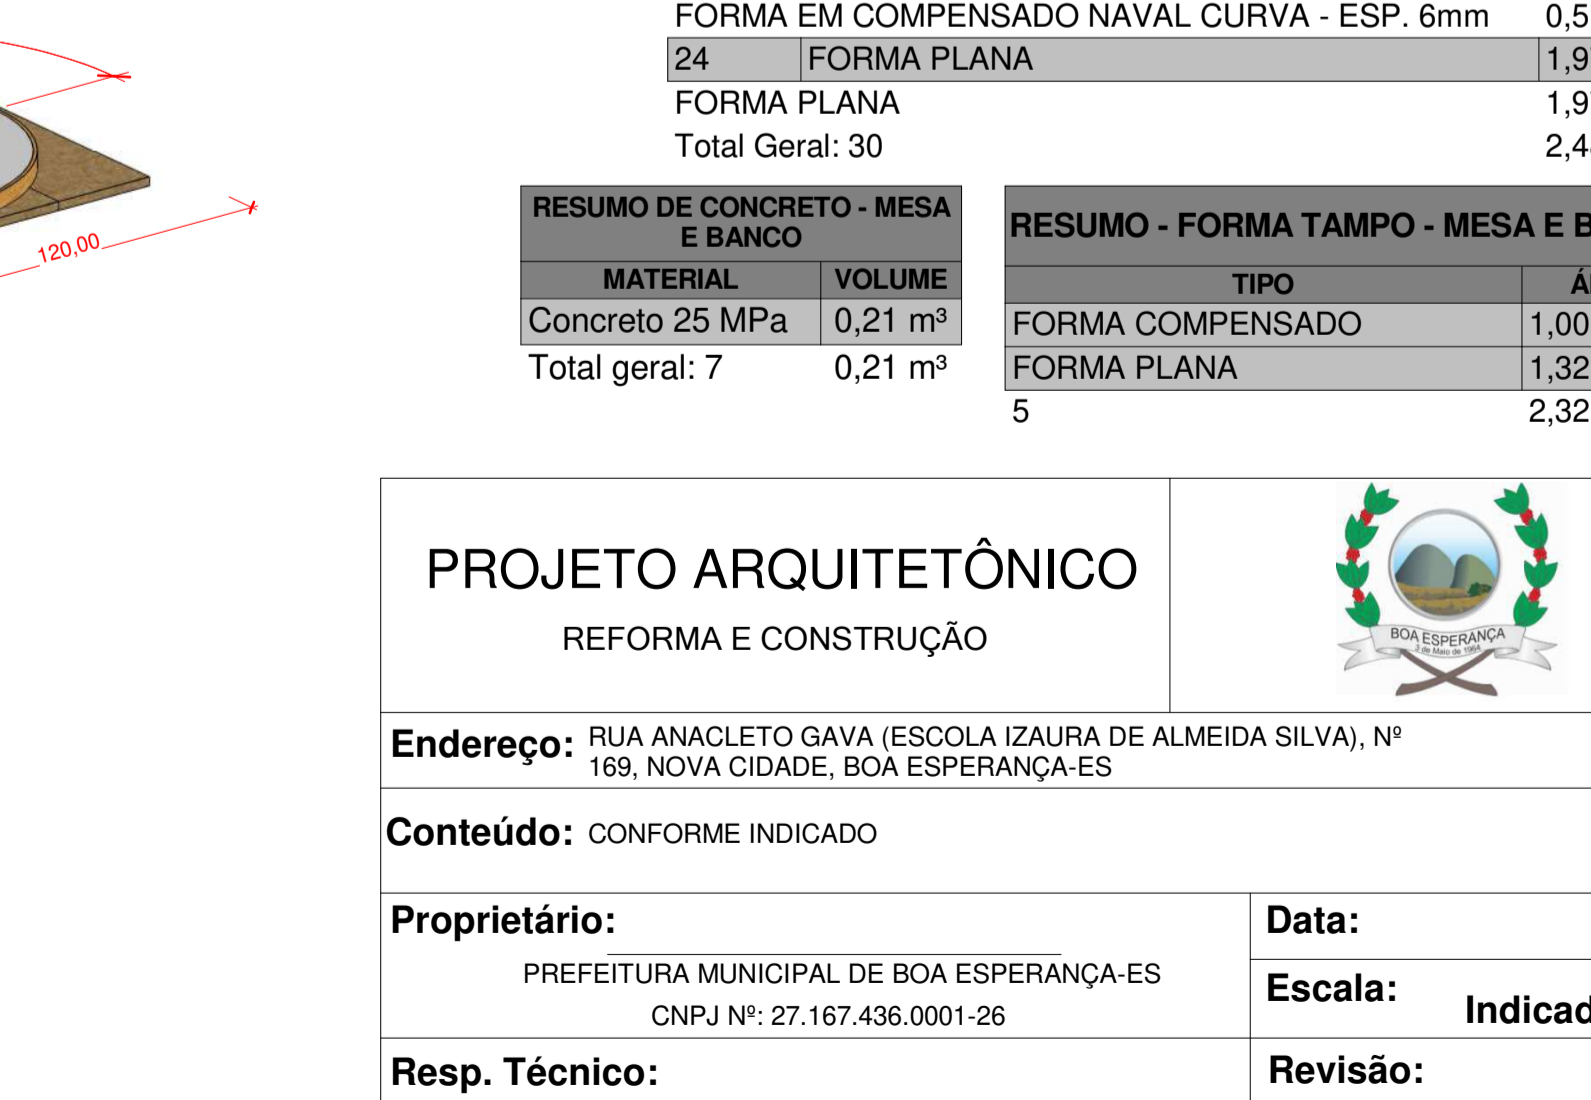 FORMA EM COMPENSADO NAVAL CURVA - ESP. 6mm 0,5
24 FORMA PLANA 1,9
FORMA PLANA 1,9
Total Geral: 30 2,4
120,00
RESUMO DE CONCRETO - MESA
E BANCO
MATERIAL VOLUME
Concreto 25 MPa 0,21 m³
Total geral: 7 0,21 m³
RESUMO - FORMA TAMPO - MESA E B
TIPO Á
FORMA COMPENSADO 1,00
FORMA PLANA 1,32
5 2,32
PROJETO ARQUITETÔNICO
REFORMA E CONSTRUÇÃO
BOA ESPERANÇA
3 de Maio de 1964
Endereço: RUA ANACLETO GAVA (ESCOLA IZAURA DE ALMEIDA SILVA), Nº
169, NOVA CIDADE, BOA ESPERANÇA-ES
Conteúdo: CONFORME INDICADO
Proprietário:
PREFEITURA MUNICIPAL DE BOA ESPERANÇA-ES
CNPJ Nº: 27.167.436.0001-26
Data:
Escala: Indicad
Resp. Técnico:
Revisão: